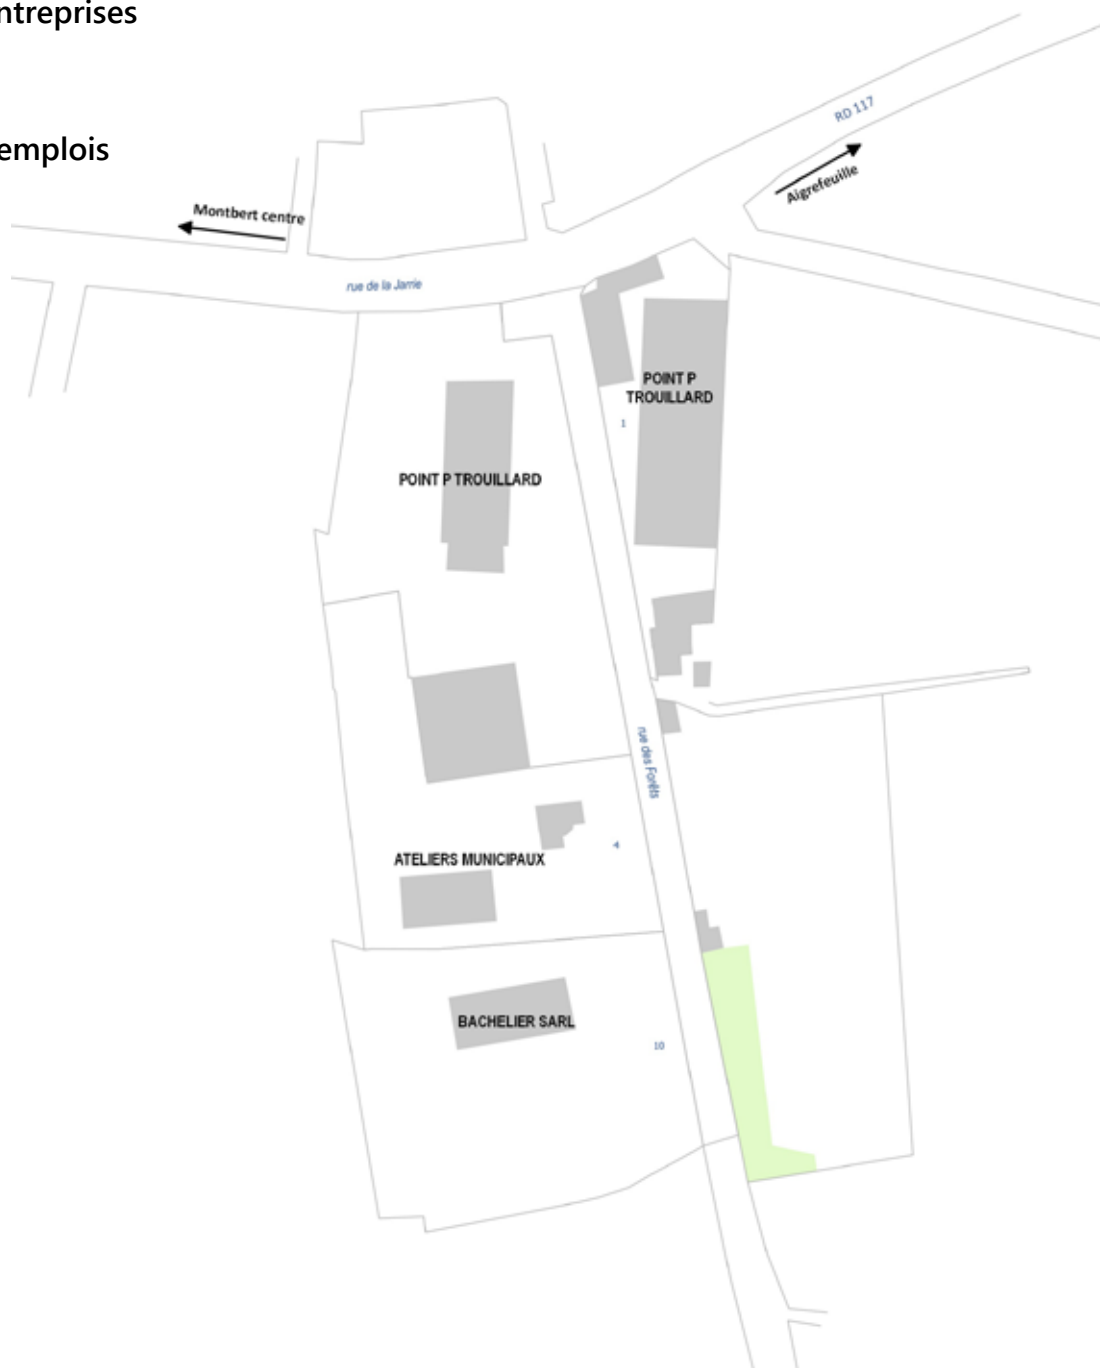 ntreprises
emplois
RD 117
Aigrefeuille
Montbert centre
rue de la Jarrie
POINT P
TROUILLARD
1
POINT P TROUILLARD
rue des Forêts
4
ATELIERS MUNICIPAUX
BACHELIER SARL
10